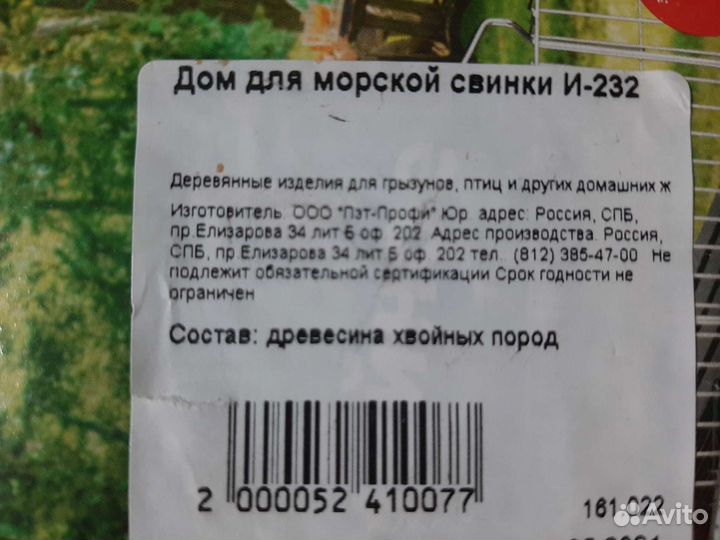 Дом для морской свинки И-232
Деревянные изделия для грызунов, птиц и других домашних ж
Изготовитель: ООО "Пэт-Профи" Юр. адрес: Россия, СПБ,
пр.Елизарова 34 лит Б оф. 202 Адрес производства: Россия,
СПБ, пр.Елизарова 34 лит Б оф. 202 тел.: (812) 385-47-00 Не
подлежит обязательной сертификации Срок годности не
ограничен
Состав: древесина хвойных пород
2 000052 410077
161.022
Avito